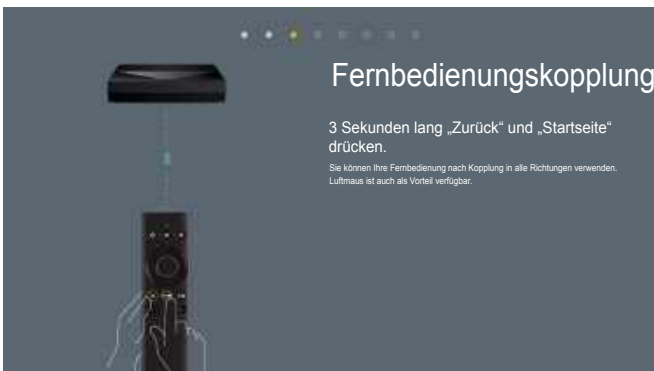 Fernbedienungskopplung
3 Sekunden lang „Zurück“ und „Startseite“
drücken.
Sie können Ihre Fernbedienung nach Kopplung in alle Richtungen verwenden.
Luftmaus ist auch als Vorteil verfügbar.